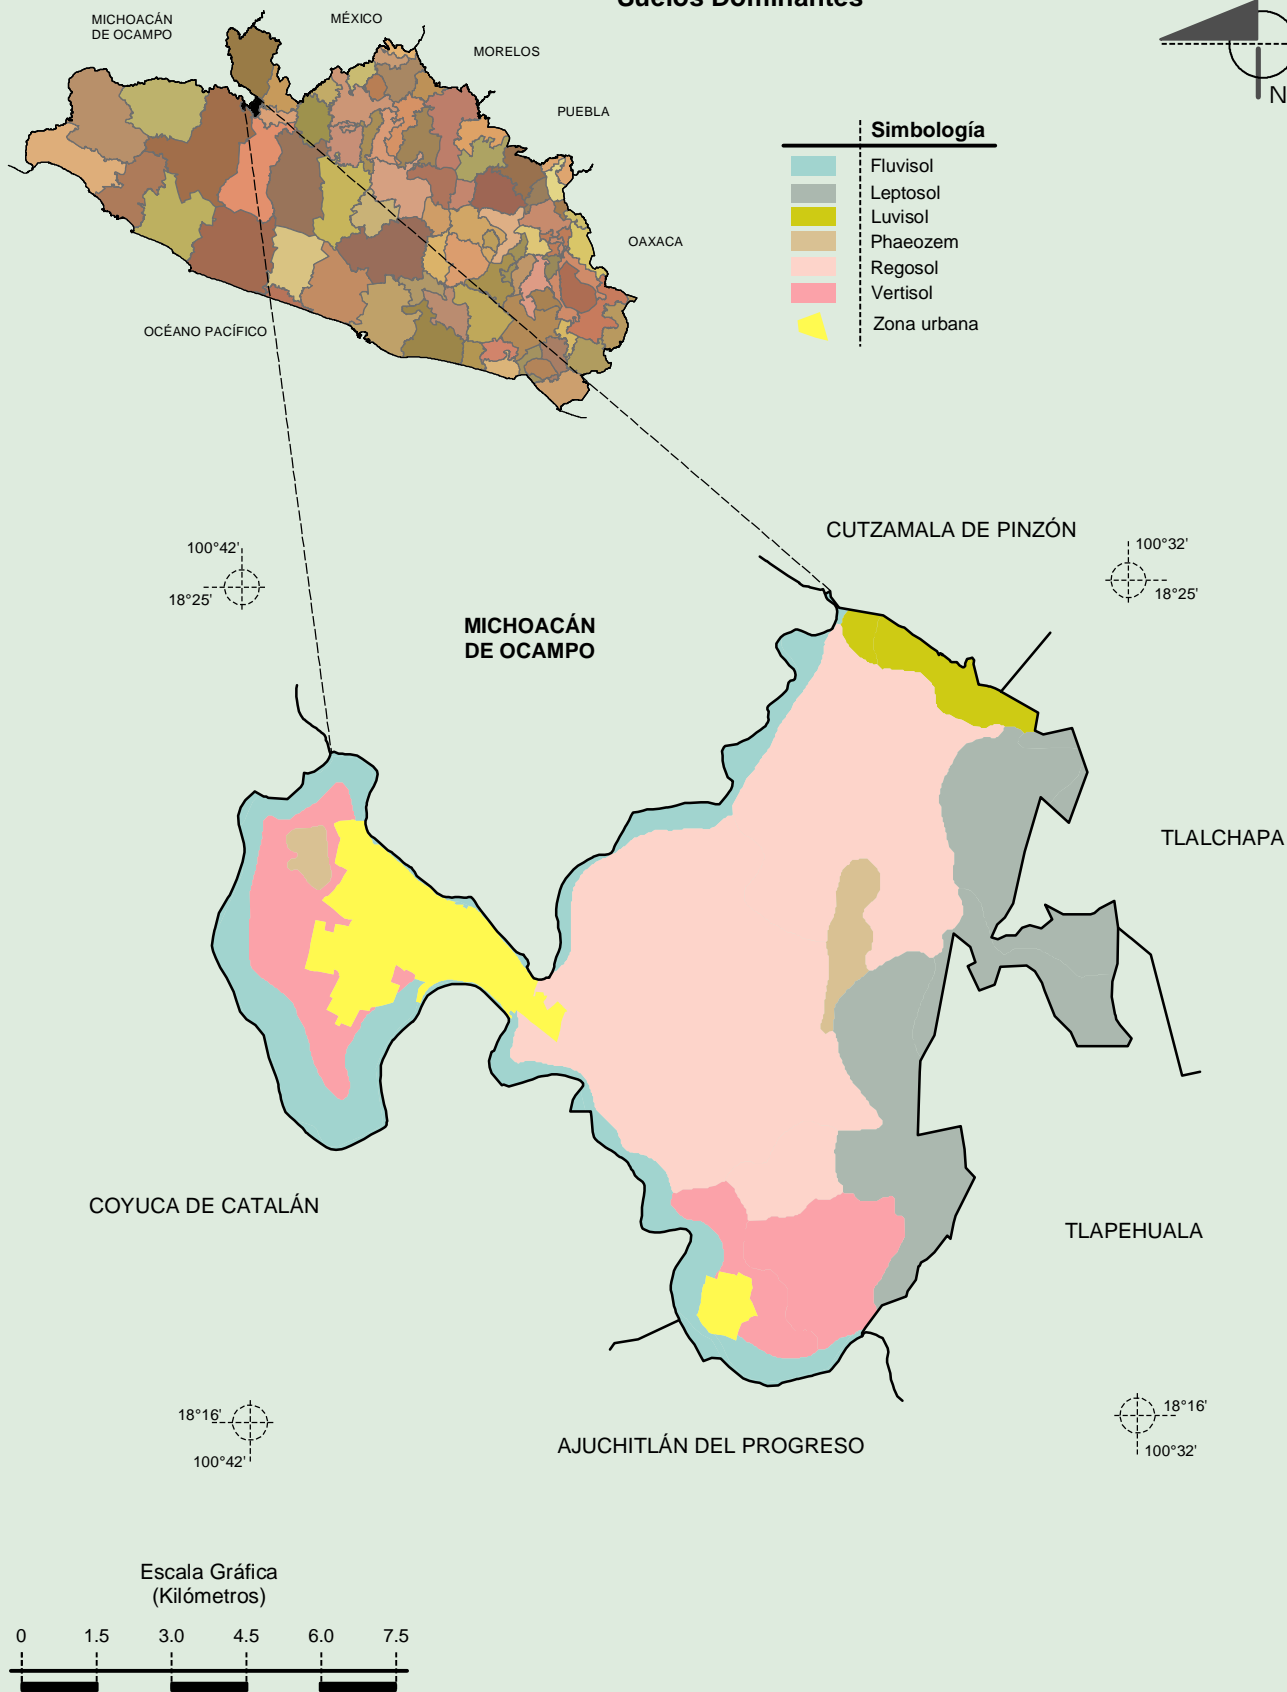 Suelos Dominantes
MICHOACÁN
DE OCAMPO
MÉXICO
MORELOS
PUEBLA
OAXACA
OCÉANO PACÍFICO
N
Simbología
Fluvisol
Leptosol
Luvisol
Phaeozem
Regosol
Vertisol
Zona urbana
CUTZAMALA DE PINZÓN
100°42'
18°25'
100°32'
18°25'
MICHOACÁN
DE OCAMPO
TLALCHAPA
COYUCA DE CATALÁN
TLAPEHUALA
18°16'
100°42'
18°16'
100°32'
AJUCHITLÁN DEL PROGRESO
Escala Gráfica
(Kilómetros)
0 1.5 3.0 4.5 6.0 7.5